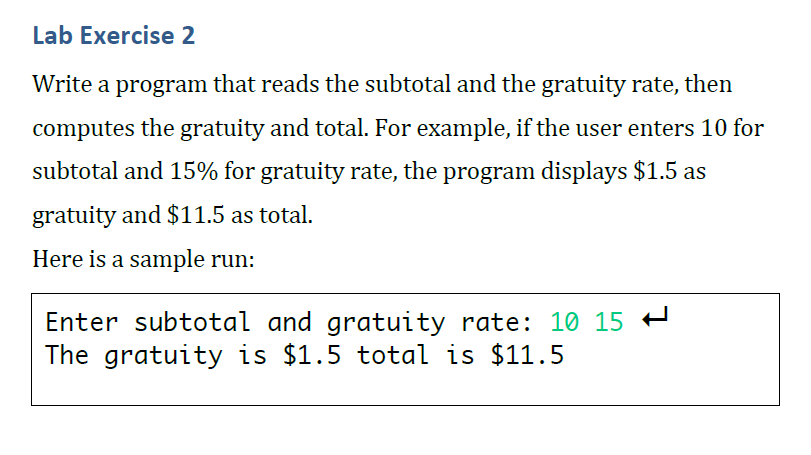 Lab Exercise 2
Write a program that reads the subtotal and the gratuity rate, then
computes the gratuity and total. For example, if the user enters 10 for
subtotal and 15% for gratuity rate, the program displays $1.5 as
gratuity and $11.5 as total.
Here is a sample run:
Enter subtotal and gratuity rate: 10 15 ↵
The gratuity is $1.5 total is $11.5